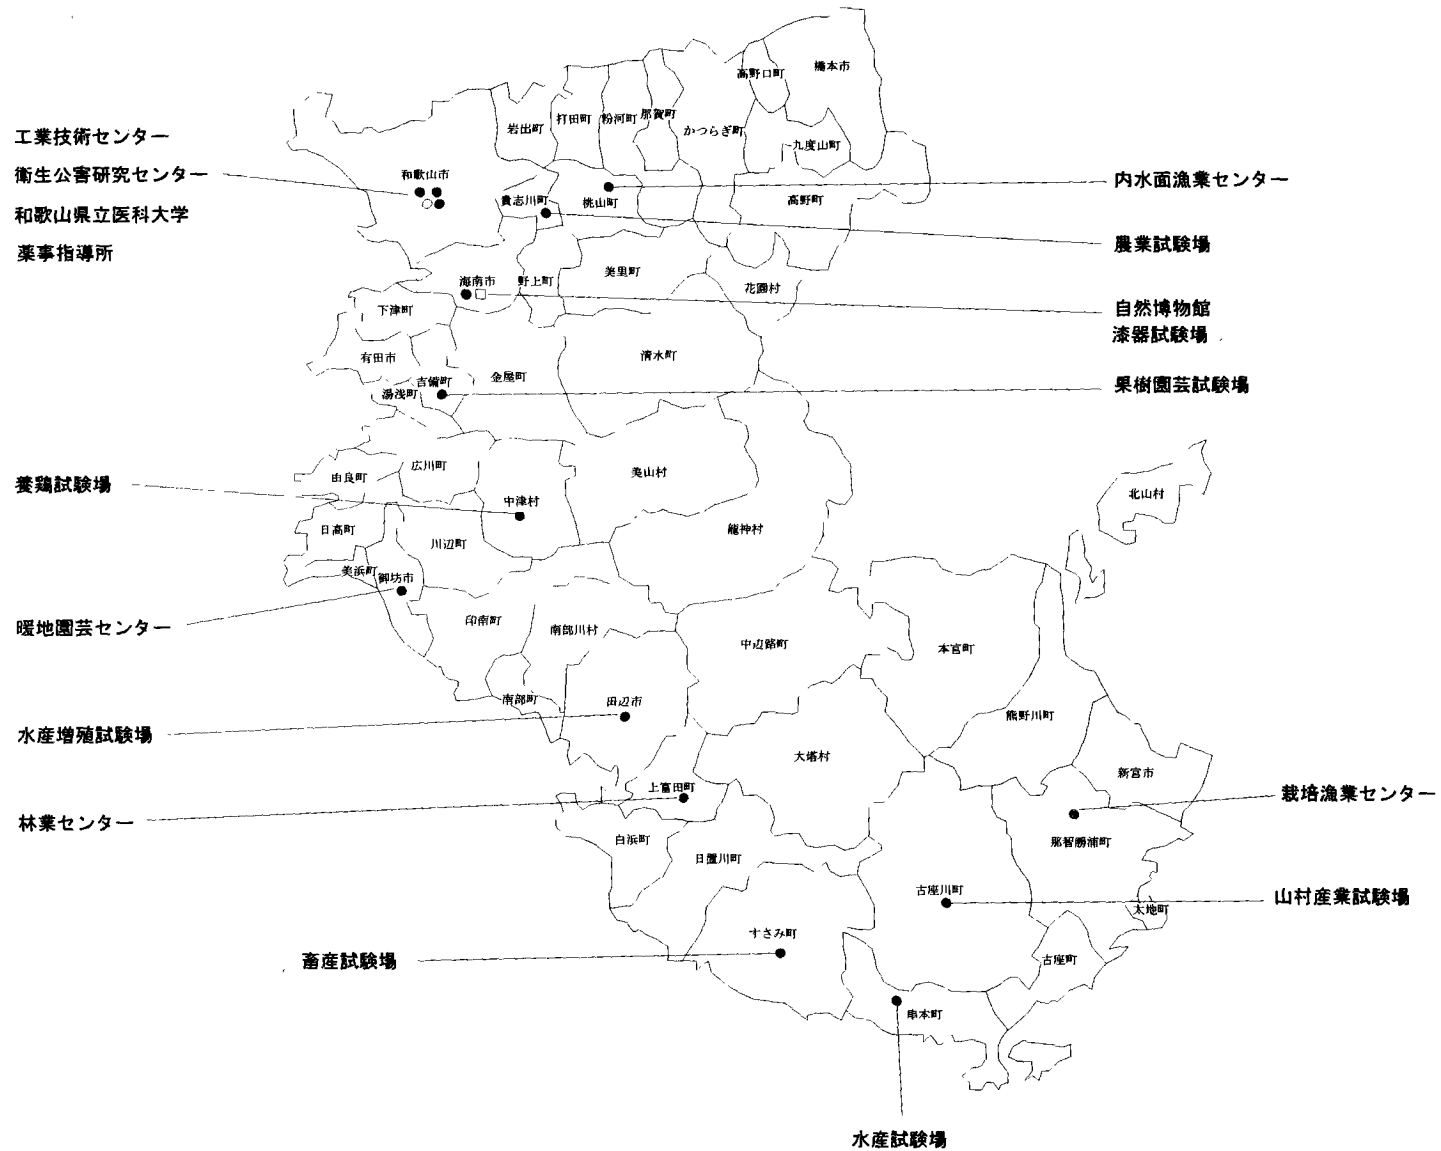 工業技術センター
衛生公害研究センター
和歌山県立医科大学
薬事指導所
養鶏試験場
暖地園芸センター
水産増殖試験場
林業センター
畜産試験場
水産試験場
内水面漁業センター
農業試験場
自然博物館
漆器試験場
果樹園芸試験場
栽培漁業センター
山村産業試験場
橋本市
高野口町
那賀町
粉河町
打田町
岩出町
かつらぎ町
九度山町
和歌山市
貴志川町
桃山町
高野町
海南市
野上町
美里町
花園村
下津町
有田市
吉備町
湯浅町
金屋町
清水町
由良町
広川町
中津村
美山村
北山村
日高町
川辺町
龍神村
美浜町
御坊市
印南町
南部川村
中辺路町
本宮町
南部町
田辺市
熊野川町
大塔村
新宮市
上富田町
白浜町
日置川町
那智勝浦町
古座川町
太地町
すさみ町
古座町
串本町